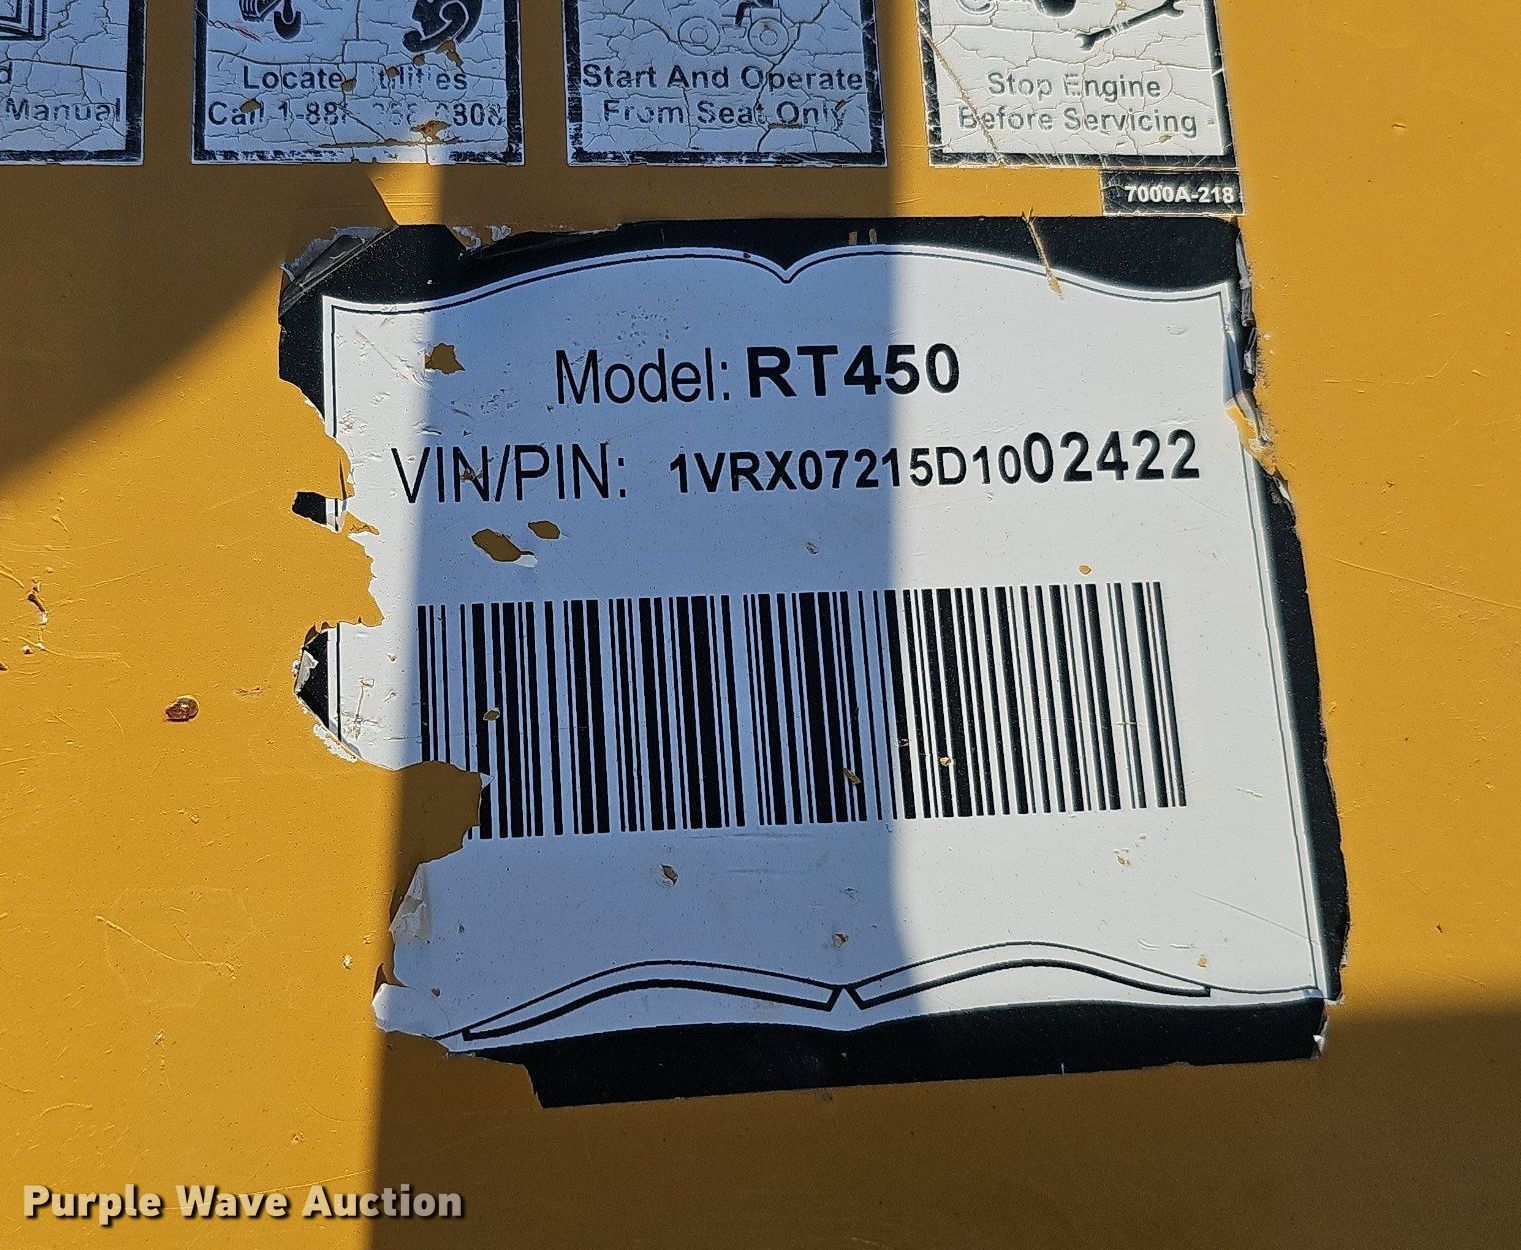 Manual
Locate Utilities
Call 1-88
Start And Operate
From Seat Only
Stop Engine
Before Servicing
7000A-218
Model: RT450
VIN/PIN: 1VRX07215D1002422
Purple Wave Auction